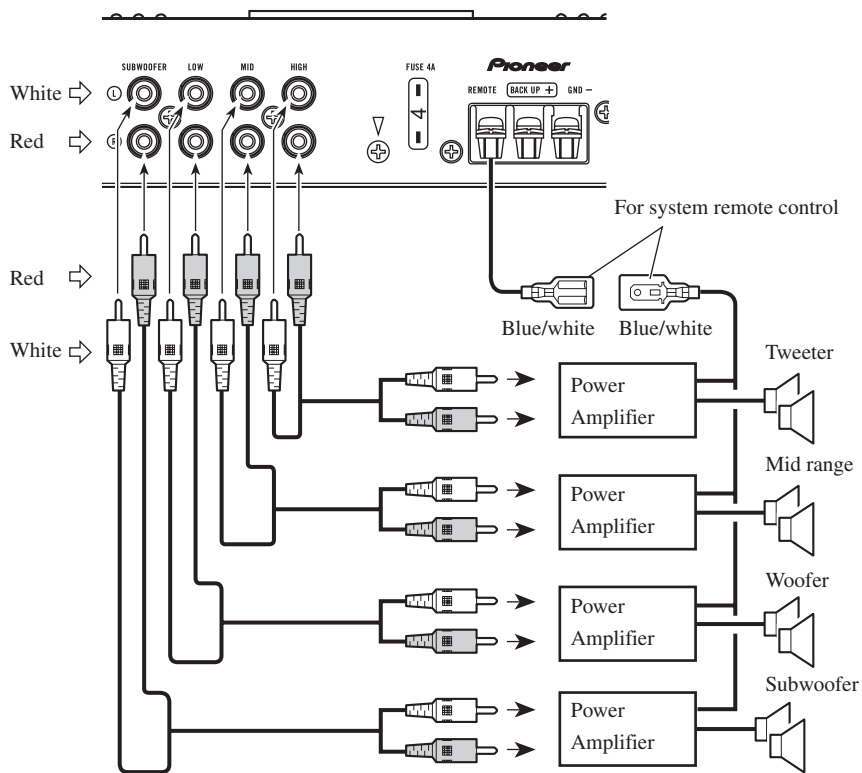 SUBWOOFER LOW MID HIGH FUSE 4A Pioneer
REMOTE BACK UP + GND −
White L 4
Red R
For system remote control
Red
Blue/white Blue/white
White
Tweeter
Power
Amplifier
Mid range
Power
Amplifier
Woofer
Power
Amplifier
Subwoofer
Power
Amplifier